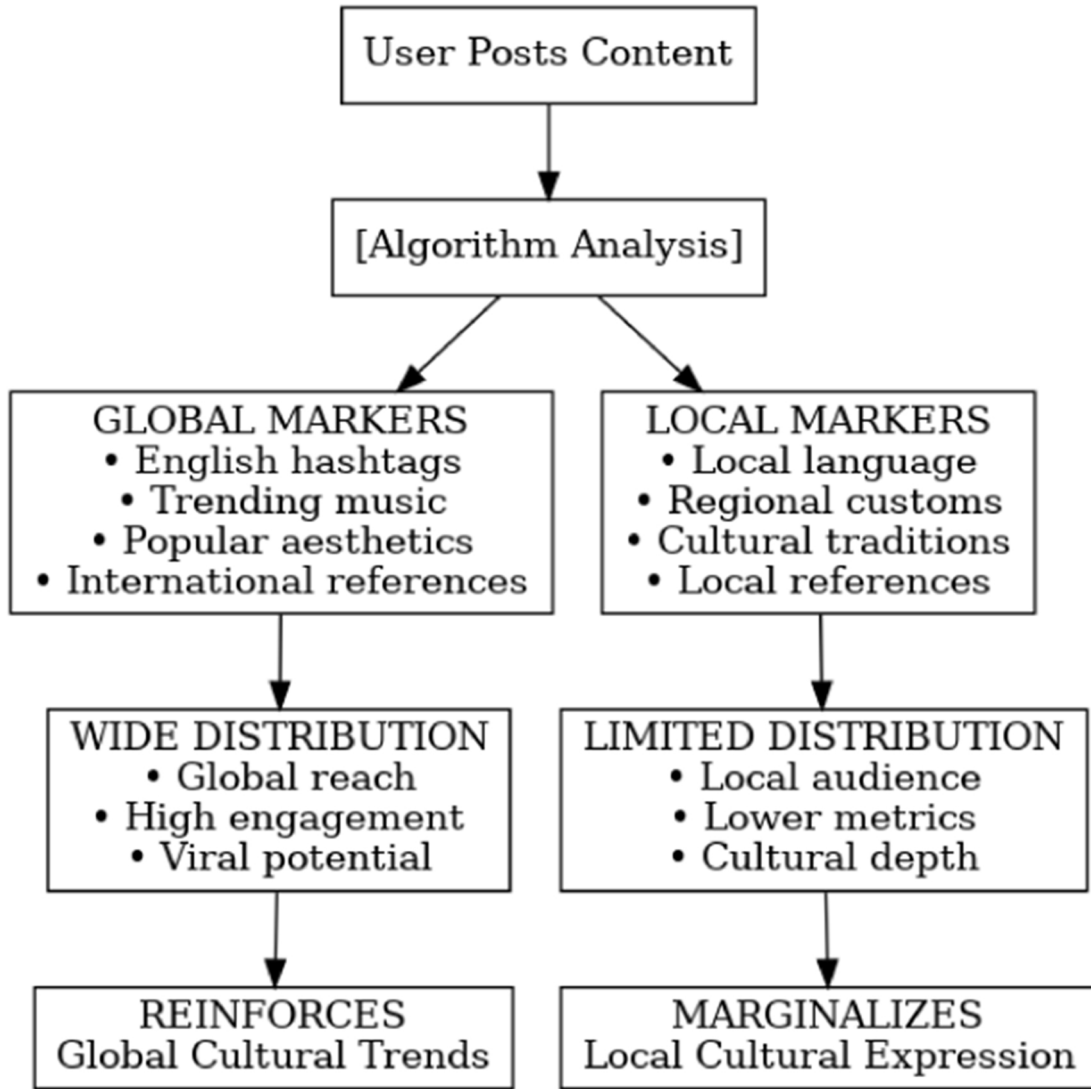 User Posts Content
[Algorithm Analysis]
GLOBAL MARKERS
• English hashtags
• Trending music
• Popular aesthetics
• International references
LOCAL MARKERS
• Local language
• Regional customs
• Cultural traditions
• Local references
WIDE DISTRIBUTION
• Global reach
• High engagement
• Viral potential
LIMITED DISTRIBUTION
• Local audience
• Lower metrics
• Cultural depth
REINFORCES
Global Cultural Trends
MARGINALIZES
Local Cultural Expression